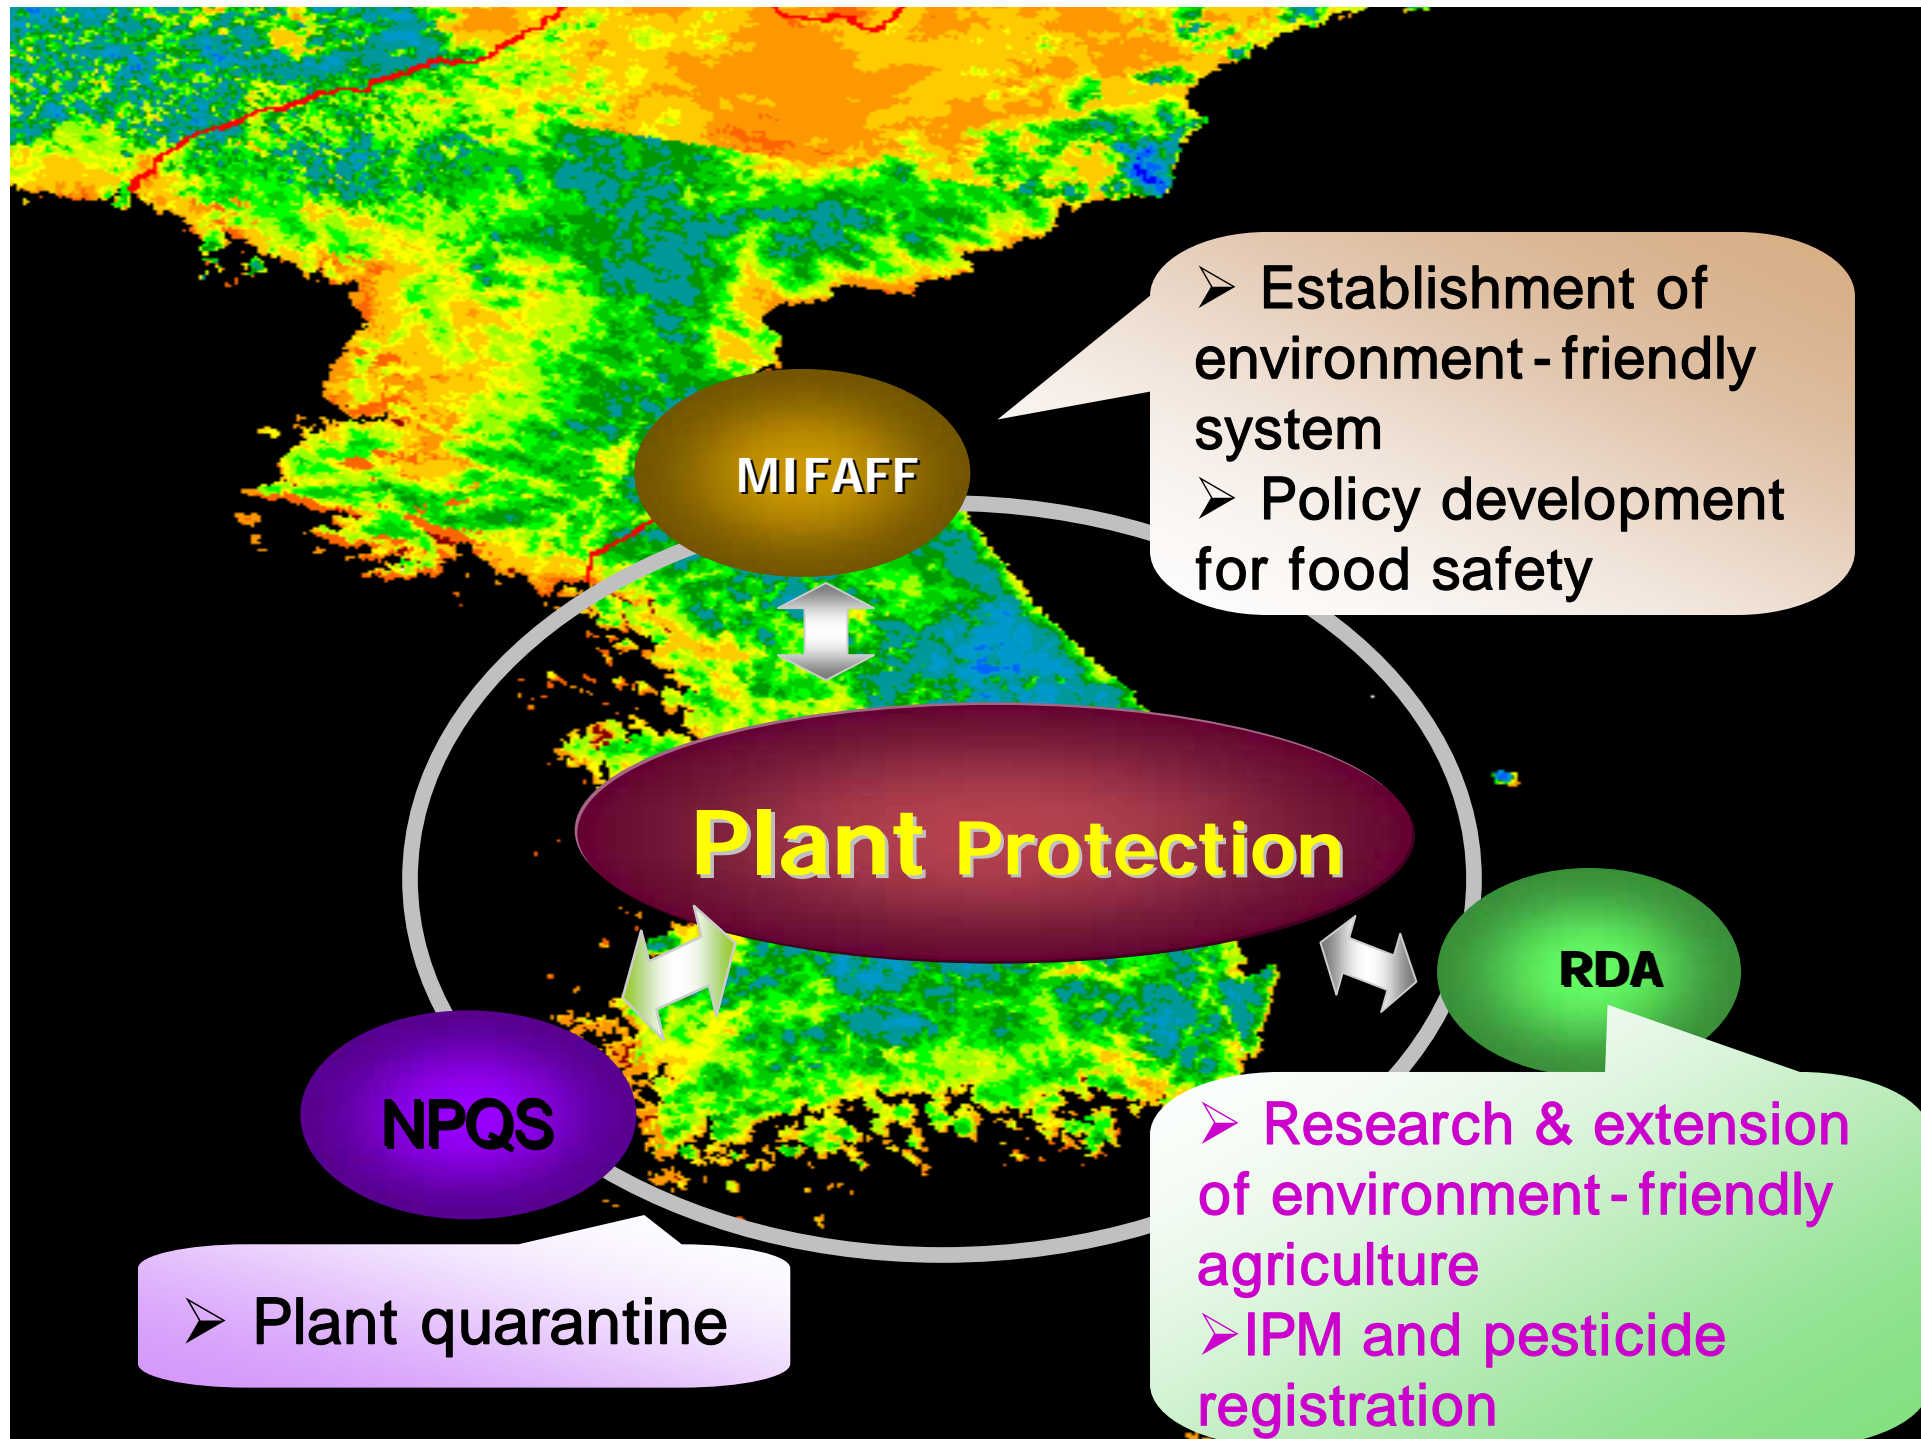 ➢ Establishment of
environment-friendly
system
➢ Policy development
for food safety
MIFAFF
Plant Protection
RDA
NPQS
➢ Research & extension
of environment-friendly
agriculture
➢IPM and pesticide
registration
➢ Plant quarantine